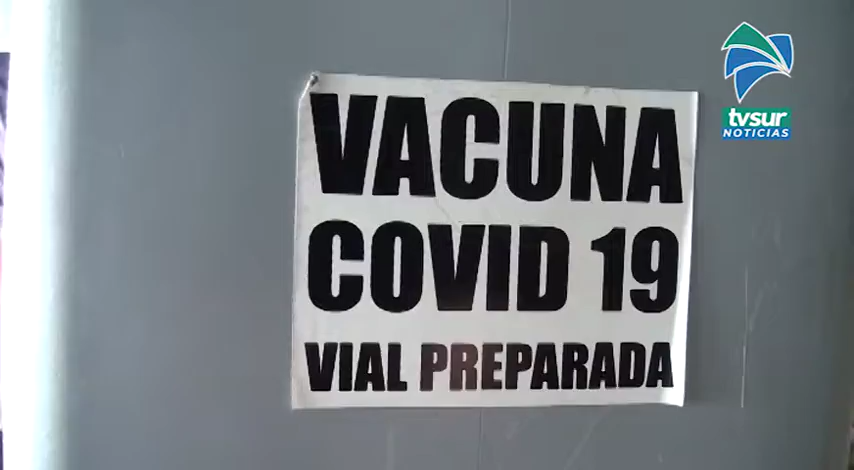 VACUNA
COVID 19
VIAL PREPARADA
tvsur
NOTICIAS